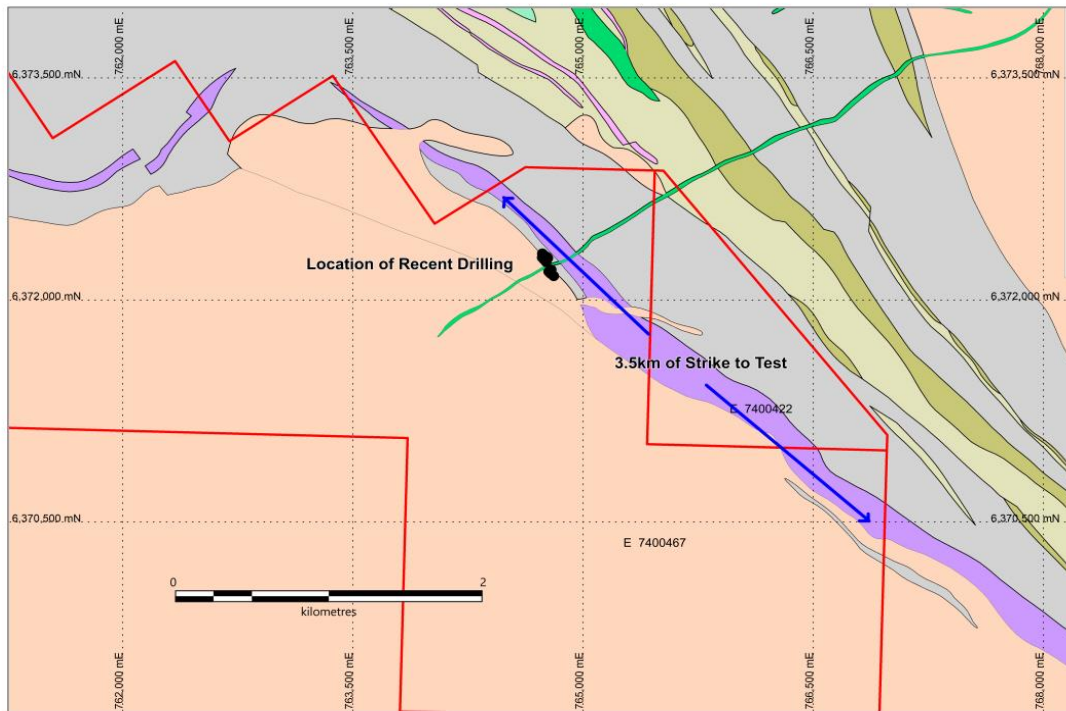 762,000 mE
763,500 mE
765,000 mE
766,500 mE
768,000 mE
6,373,500 mN
6,373,500 mN
Location of Recent Drilling
6,372,000 mN
6,372,000 mN
3.5km of Strike to Test
E 7400422
6,370,500 mN
6,370,500 mN
E 7400467
0
2
kilometres
762,000 mE
763,500 mE
765,000 mE
766,500 mE
768,000 mE